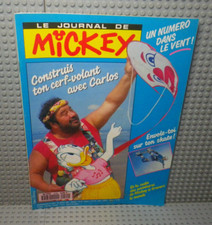 LE JOURNAL DE
MICKEY
UN NUMERO
DANS
LE VENT !
Construis
ton cerf-volant
avec Carlos
Envole-toi
sur ton skate !